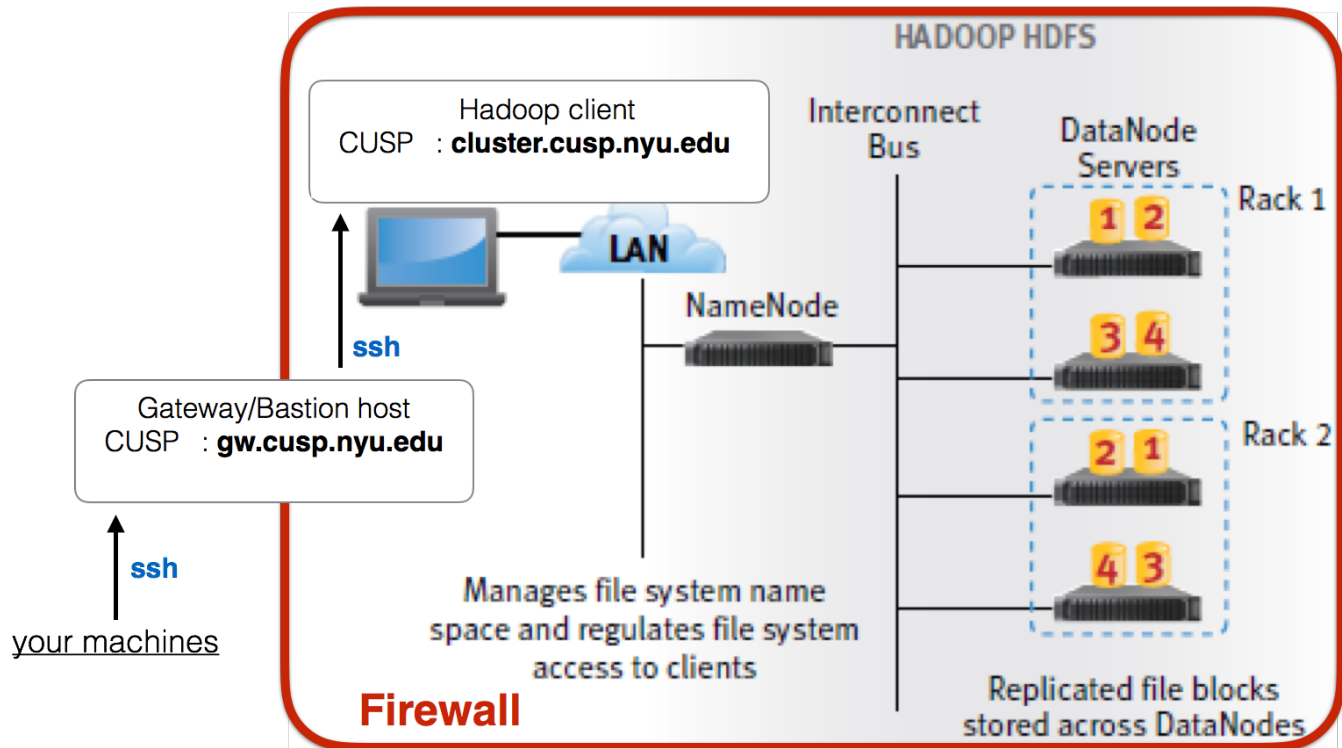 HADOOP HDFS
Hadoop client
CUSP : cluster.cusp.nyu.edu
Interconnect
Bus
DataNode
Servers
Rack 1
1 2
LAN
NameNode
3 4
ssh
Gateway/Bastion host
CUSP : gw.cusp.nyu.edu
Rack 2
2 1
ssh
4 3
your machines
Manages file system name
space and regulates file system
access to clients
Firewall
Replicated file blocks
stored across DataNodes